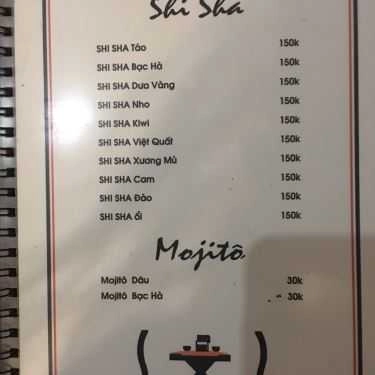 Shi Sha
SHI SHA Táo 150k
SHI SHA Bạc Hà 150k
SHI SHA Dưa Vàng 150k
SHI SHA Nho 150k
SHI SHA Kiwi 150k
SHI SHA Việt Quất 150k
SHI SHA Xương Mù 150k
SHI SHA Cam 150k
SHI SHA Đào 150k
SHI SHA ổi 150k
Mojitô
Mojitô Dâu 30k
Mojitô Bạc Hà 30k